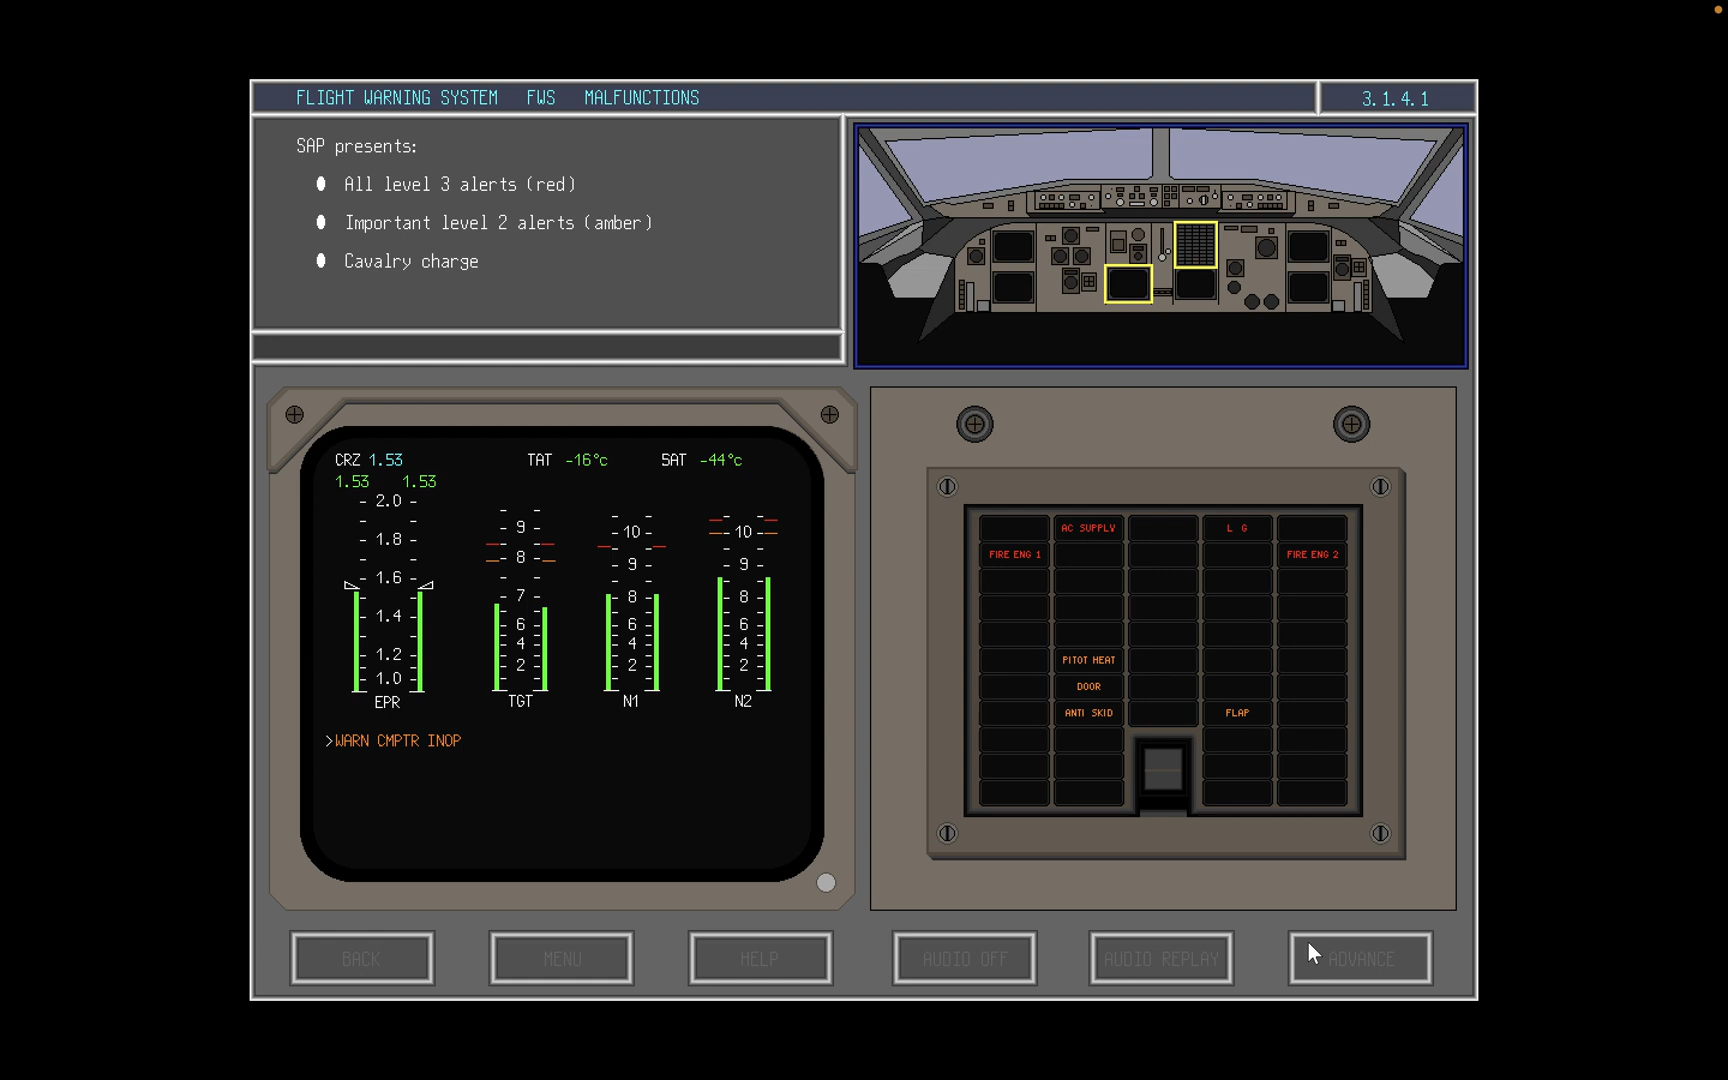 FLIGHT WARNING SYSTEM FWS MALFUNCTIONS 3.1.4.1
SAP presents:
All level 3 alerts (red)
Important level 2 alerts (amber)
Cavalry charge
CRZ 1.53 TAT -16°c SAT -44°c
1.53 1.53
2.0
1.8
1.6
1.4
1.2
1.0
EPR
9
8
7
6
4
2
TGT
10
9
8
6
4
2
N1
10
9
8
6
4
2
N2
>WARN CMPTR INOP
AC SUPPLY L G
FIRE ENG 1 FIRE ENG 2
PITOT HEAT
DOOR
ANTI SKID FLAP
BACK MENU HELP AUDIO OFF AUDIO REPLAY ADVANCE